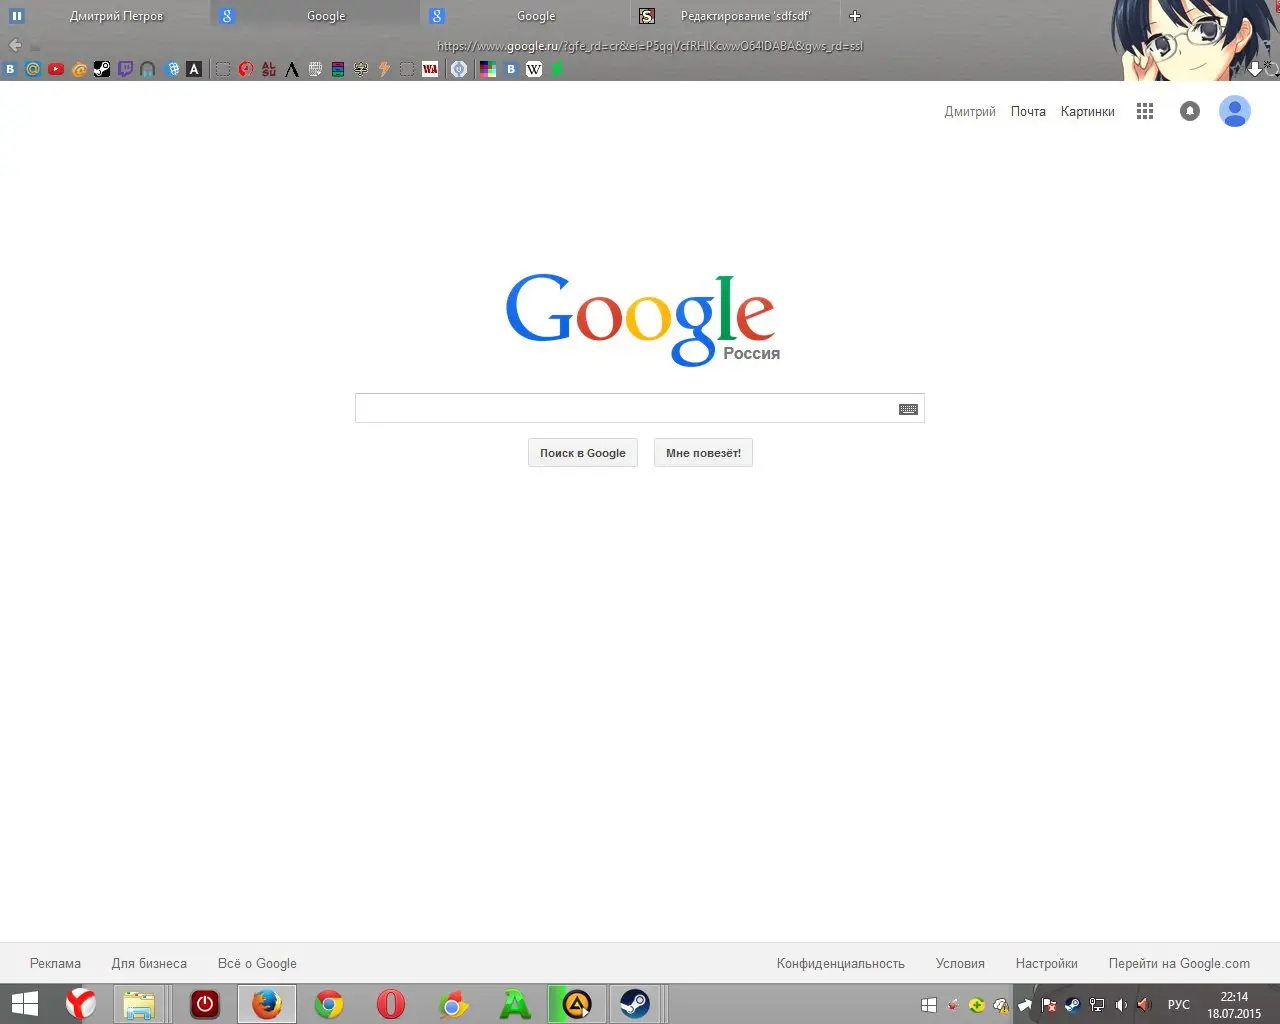 Дмитрий Петров
Google
Google
Редактирование 'sdfsdf'
https://www.google.ru/?gfe_rd=cr&ei=P5qqVcfRHIKcwwO64IDABA&gws_rd=ssl
Дмитрий Почта Картинки
Google
Россия
Поиск в Google Мне повезёт!
Реклама Для бизнеса Всё о Google Конфиденциальность Условия Настройки Перейти на Google.com
РУС
22:14
18.07.2015